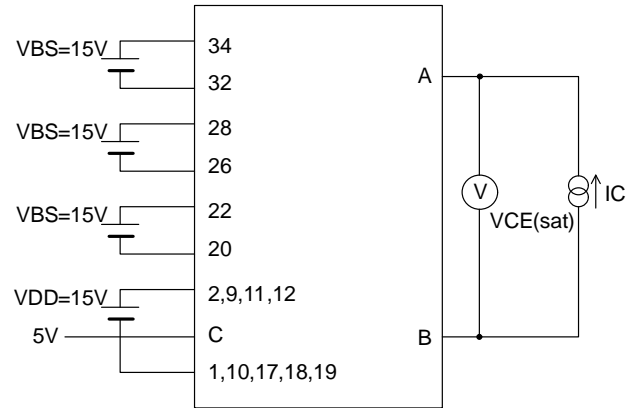 VBS=15V
34
32
A
VBS=15V
28
26
V
IC
VCE(sat)
VBS=15V
22
20
VDD=15V
2,9,11,12
5V
C
B
1,10,17,18,19